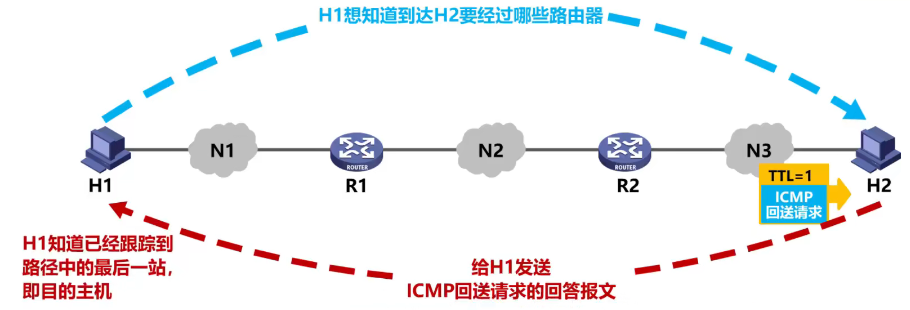 H1想知道到达H2要经过哪些路由器
N1
N2
N3
ROUTER
ROUTER
H1
R1
R2
H2
TTL=1
ICMP
回送请求
H1知道已经跟踪到
路径中的最后一站，
即目的主机
给H1发送
ICMP回送请求的回答报文